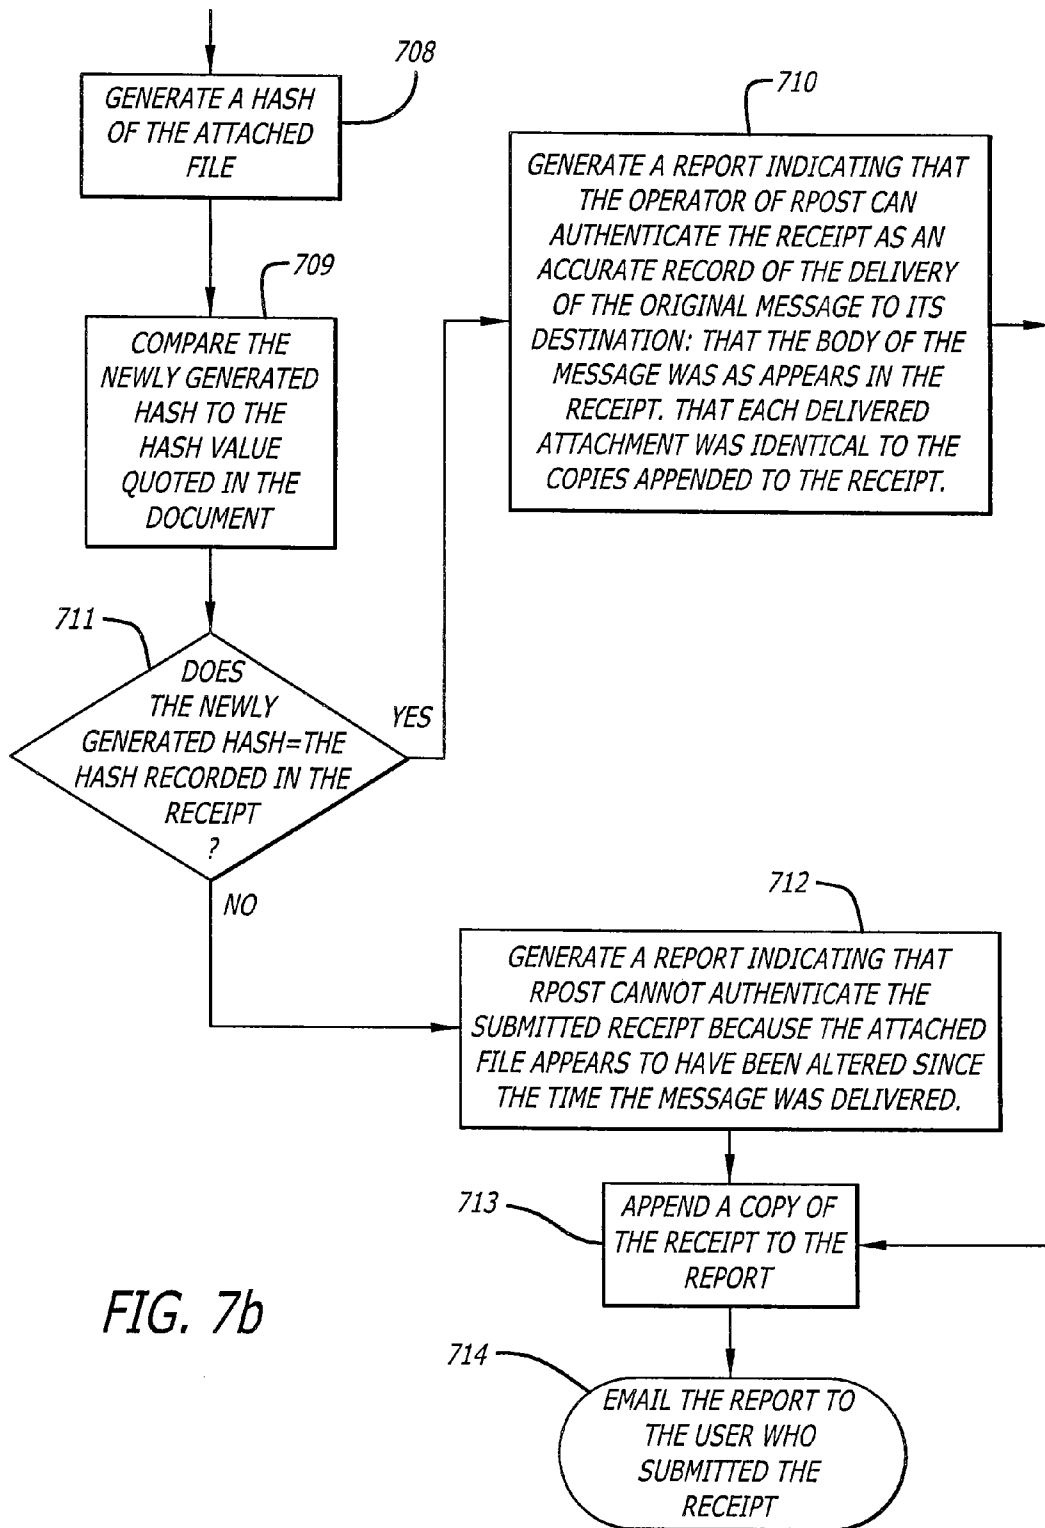 708
GENERATE A HASH
OF THE ATTACHED
FILE
709
COMPARE THE
NEWLY GENERATED
HASH TO THE
HASH VALUE
QUOTED IN THE
DOCUMENT
710
GENERATE A REPORT INDICATING THAT
THE OPERATOR OF RPOST CAN
AUTHENTICATE THE RECEIPT AS AN
ACCURATE RECORD OF THE DELIVERY
OF THE ORIGINAL MESSAGE TO ITS
DESTINATION: THAT THE BODY OF THE
MESSAGE WAS AS APPEARS IN THE
RECEIPT. THAT EACH DELIVERED
ATTACHMENT WAS IDENTICAL TO THE
COPIES APPENDED TO THE RECEIPT.
711
DOES
THE NEWLY
GENERATED HASH=THE
HASH RECORDED IN THE
RECEIPT
?
YES
NO
712
GENERATE A REPORT INDICATING THAT
RPOST CANNOT AUTHENTICATE THE
SUBMITTED RECEIPT BECAUSE THE ATTACHED
FILE APPEARS TO HAVE BEEN ALTERED SINCE
THE TIME THE MESSAGE WAS DELIVERED.
713
APPEND A COPY OF
THE RECEIPT TO THE
REPORT
714
EMAIL THE REPORT TO
THE USER WHO
SUBMITTED THE
RECEIPT
FIG. 7b